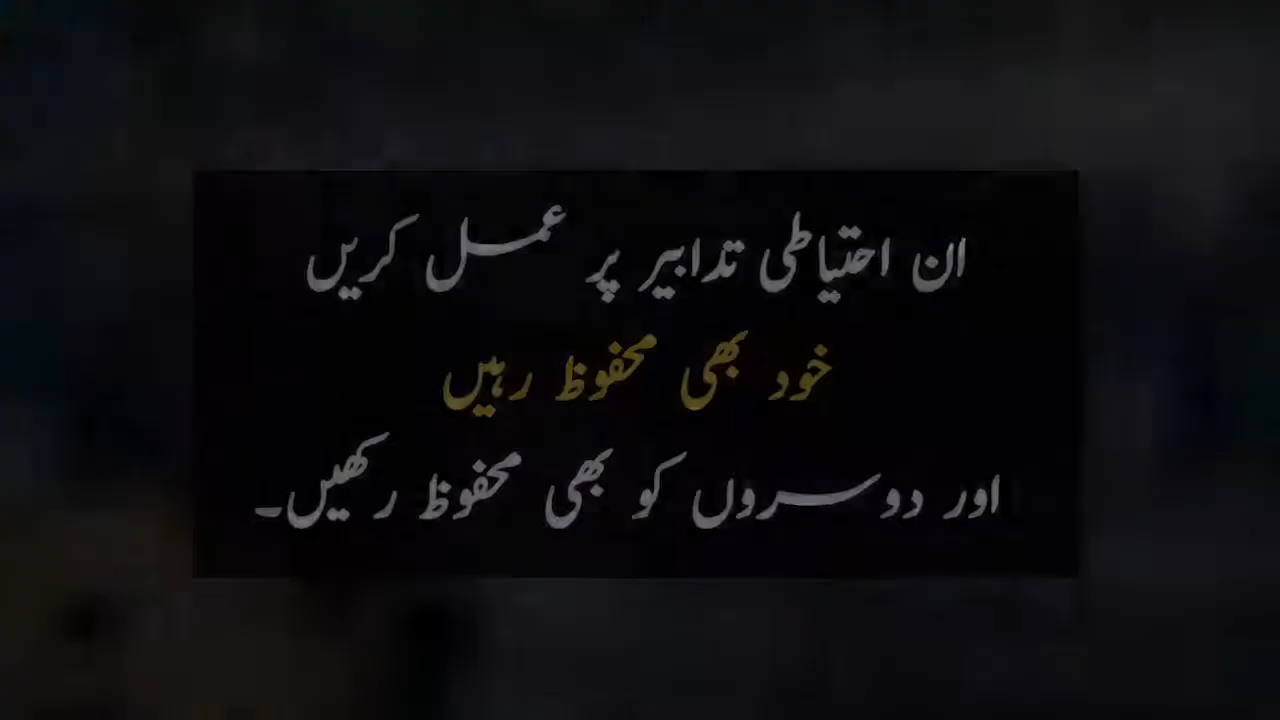 ان احتیاطی تدابیر پر عمل کریں
خود بھی محفوظ رہیں
اور دوسروں کو بھی محفوظ رکھیں۔